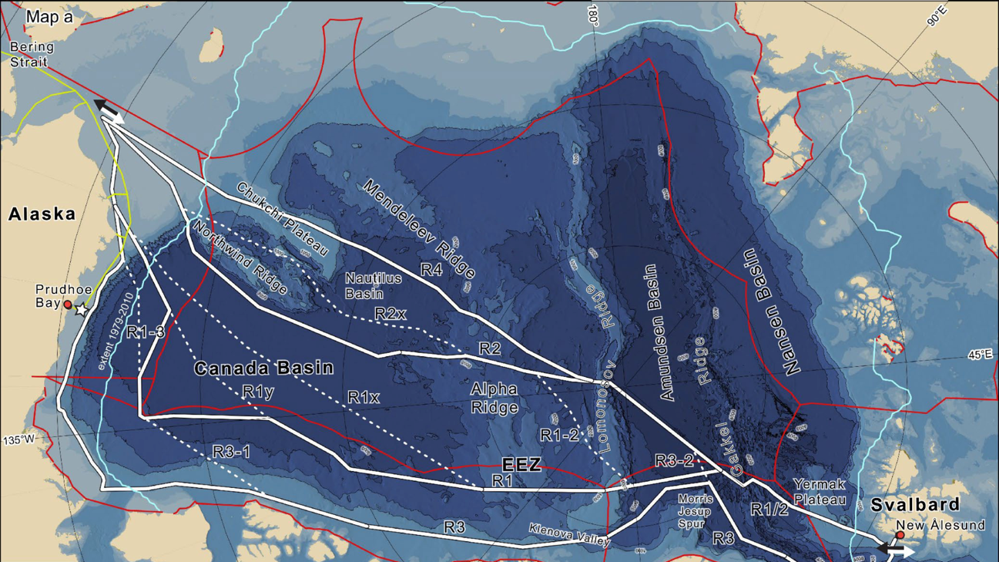 Map a
180°
90°E
Bering
Strait
Alaska
Chukchi Plateau
Mendeleev Ridge
Northwind Ridge
R4
Nautilus
Basin
R2x
Prudhoe
Bay
extent 1979-2010
R1-3
R2
Lomonosov Ridge
Amundsen Basin
Gakkel Ridge
Nansen Basin
45°E
Canada Basin
R1y
R1x
Alpha
Ridge
R1-2
135°W
R3-1
EEZ
R1
R3-2
Morris
Jesup
Spur
Yermak
Plateau
R1/2
Svalbard
New Ålesund
R3
Klenova Valley
R3